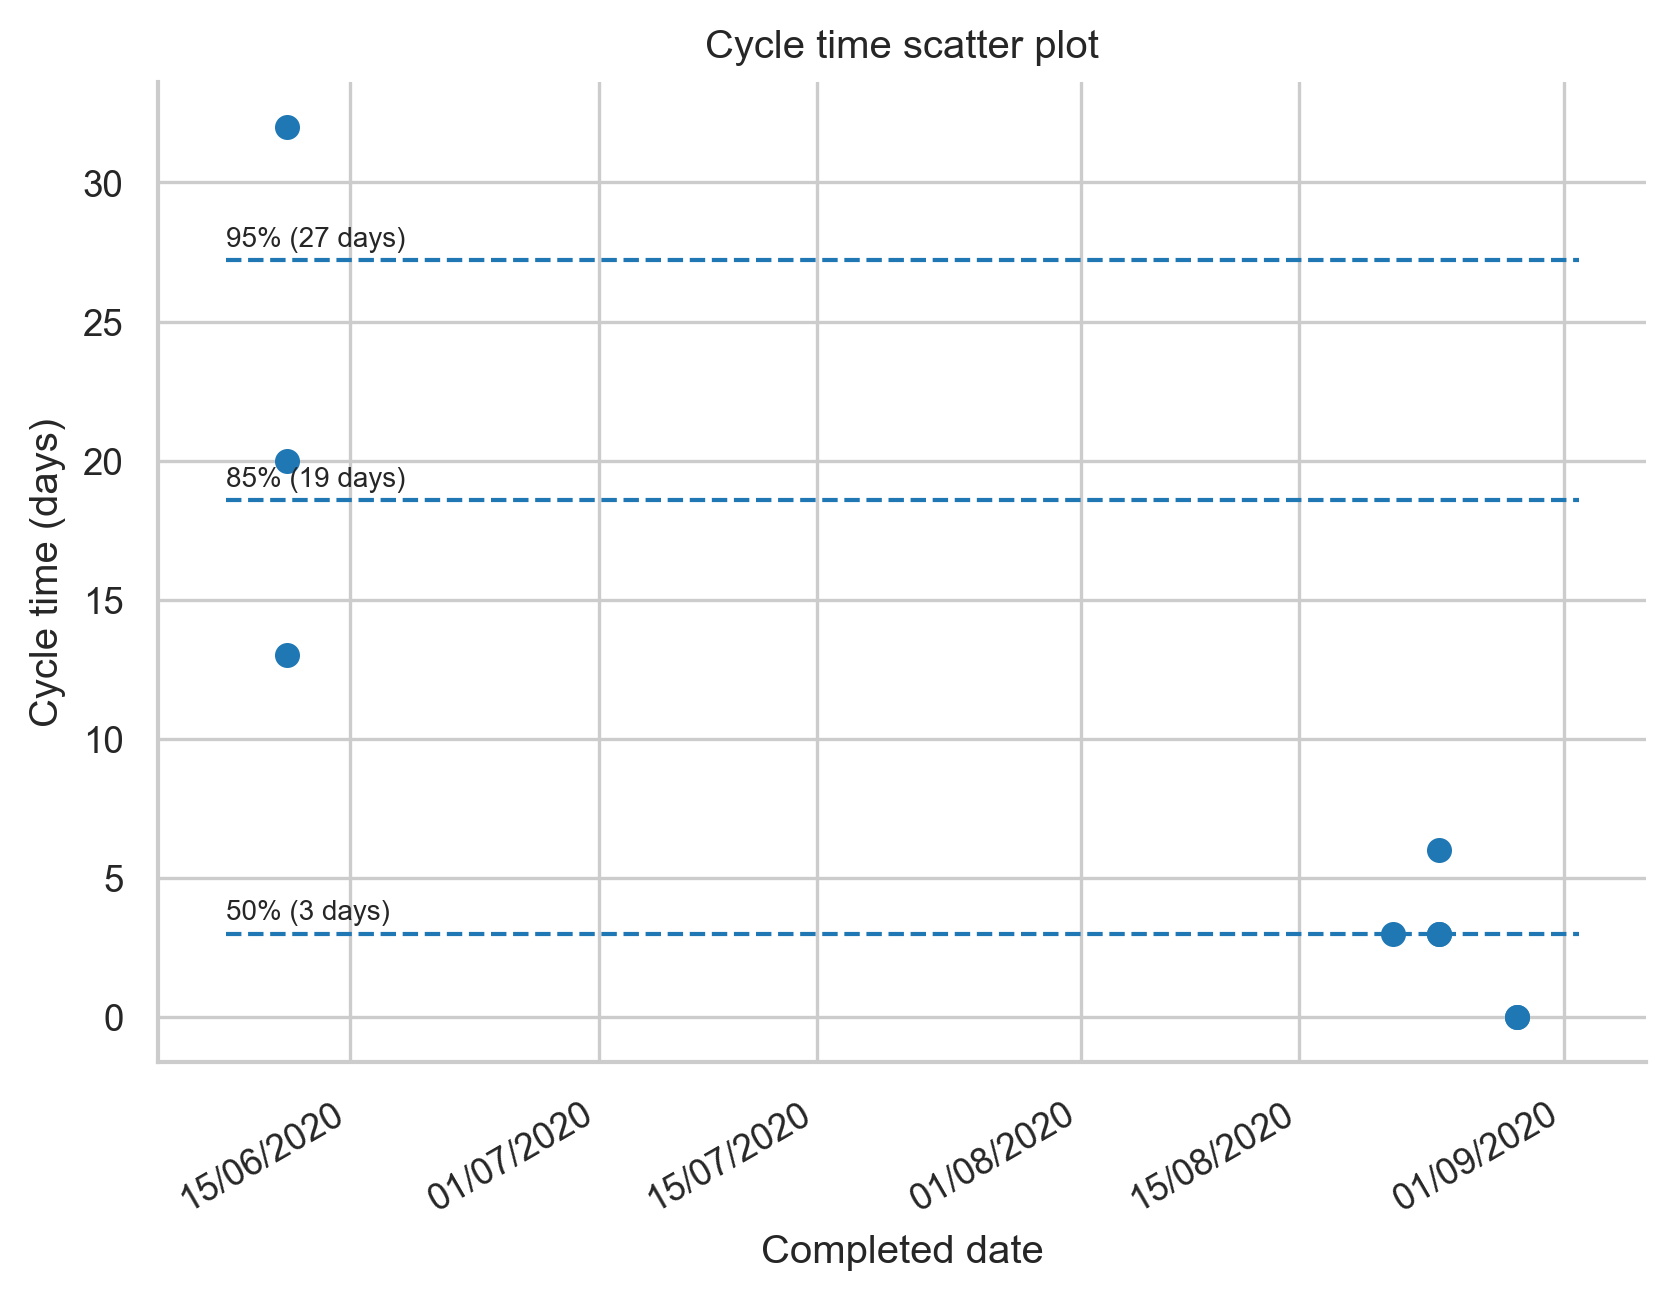 Cycle time scatter plot
Cycle time (days)
30
25
20
15
10
5
0
95% (27 days)
85% (19 days)
50% (3 days)
15/06/2020
01/07/2020
15/07/2020
01/08/2020
15/08/2020
01/09/2020
Completed date